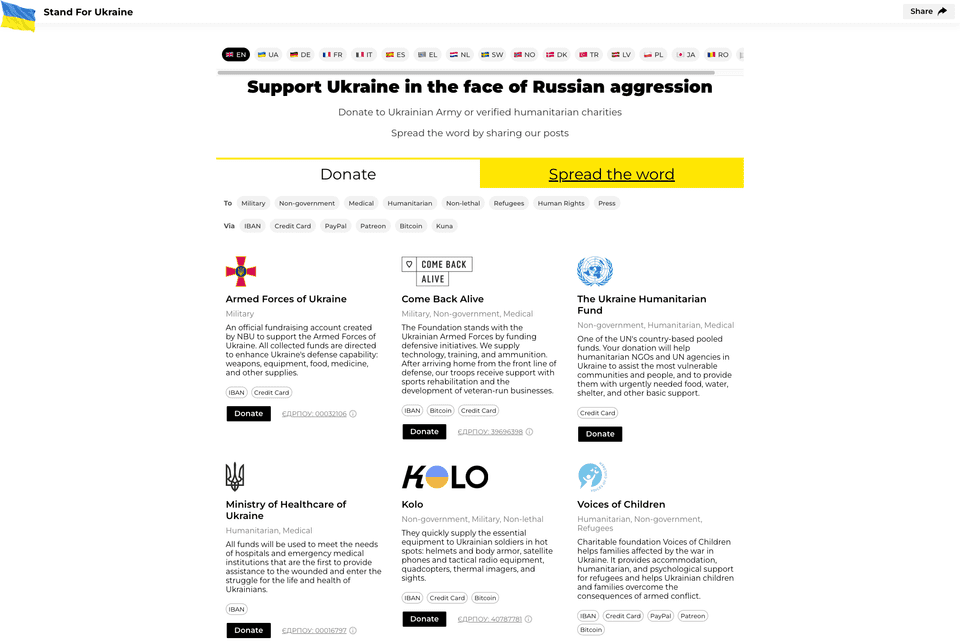 Stand For Ukraine
Share
EN UA DE FR IT ES EL NL SW NO DK TR LV PL JA RO
Support Ukraine in the face of Russian aggression
Donate to Ukrainian Army or verified humanitarian charities
Spread the word by sharing our posts
Donate
Spread the word
To Military Non-government Medical Humanitarian Non-lethal Refugees Human Rights Press
Via IBAN Credit Card PayPal Patreon Bitcoin Kuna
Armed Forces of Ukraine
Military
An official fundraising account created
by NBU to support the Armed Forces of
Ukraine. All collected funds are directed
to enhance Ukraine's defense capability:
weapons, equipment, food, medicine,
and other supplies.
IBAN Credit Card
Donate ЄДРПОУ: 00032106
COME BACK
ALIVE
Come Back Alive
Military, Non-government, Medical
The Foundation stands with the
Ukrainian Armed Forces by funding
defensive initiatives. We supply
technology, training, and ammunition.
After arriving home from the front line of
defense, our troops receive support with
sports rehabilitation and the
development of veteran-run businesses.
IBAN Bitcoin Credit Card
Donate ЄДРПОУ: 39696398
The Ukraine Humanitarian
Fund
Non-government, Humanitarian, Medical
One of the UN's country-based pooled
funds. Your donation will help
humanitarian NGOs and UN agencies in
Ukraine to assist the most vulnerable
communities and people, and to provide
them with urgently needed food, water,
shelter, and other basic support.
Credit Card
Donate
Ministry of Healthcare of
Ukraine
Humanitarian, Medical
All funds will be used to meet the needs
of hospitals and emergency medical
institutions that are the first to provide
assistance to the wounded and enter the
struggle for the life and health of
Ukrainians.
IBAN
Donate ЄДРПОУ: 00016797
KOLO
Kolo
Non-government, Military, Non-lethal
They quickly supply the essential
equipment to Ukrainian soldiers in hot
spots: helmets and body armor, satellite
phones and tactical radio equipment,
quadcopters, thermal imagers, and
sights.
IBAN Credit Card Bitcoin
Donate ЄДРПОУ: 40787781
Voices of Children
Humanitarian, Non-government,
Refugees
Charitable foundation Voices of Children
helps families affected by the war in
Ukraine. It provides accommodation,
humanitarian, and psychological support
for refugees and helps Ukrainian children
and families overcome the
consequences of armed conflict.
IBAN Credit Card PayPal Patreon
Bitcoin